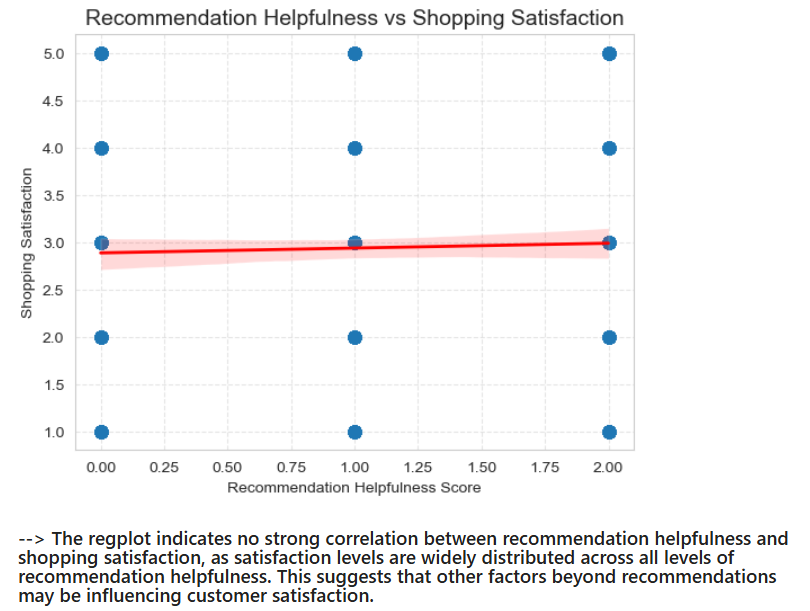 Recommendation Helpfulness vs Shopping Satisfaction
5.0
4.5
4.0
3.5
3.0
2.5
2.0
1.5
1.0
Shopping Satisfaction
0.00 0.25 0.50 0.75 1.00 1.25 1.50 1.75 2.00
Recommendation Helpfulness Score
--> The regplot indicates no strong correlation between recommendation helpfulness and
shopping satisfaction, as satisfaction levels are widely distributed across all levels of
recommendation helpfulness. This suggests that other factors beyond recommendations
may be influencing customer satisfaction.